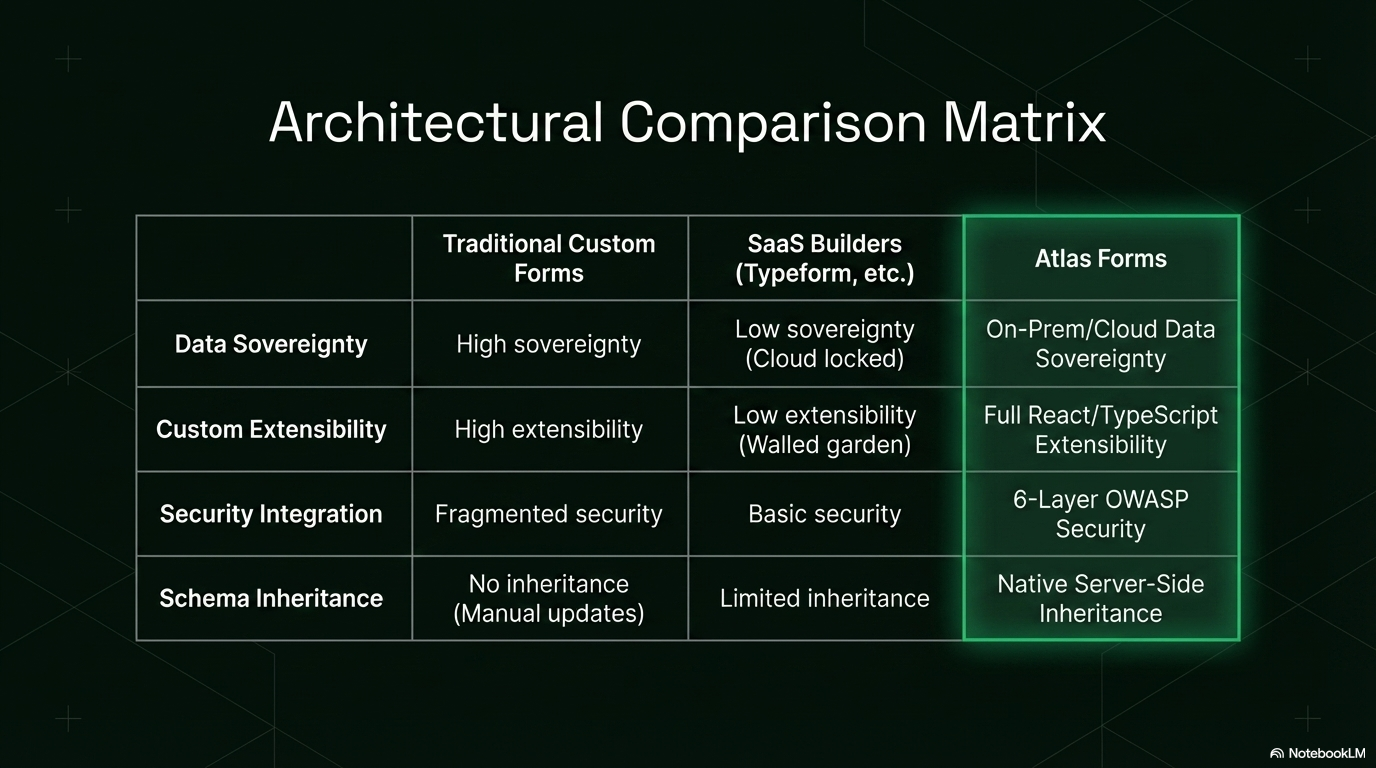 Architectural Comparison Matrix
Traditional Custom
Forms
SaaS Builders
(Typeform, etc.)
Atlas Forms
Data Sovereignty
High sovereignty
Low sovereignty
(Cloud locked)
On-Prem/Cloud Data
Sovereignty
Custom Extensibility
High extensibility
Low extensibility
(Walled garden)
Full React/TypeScript
Extensibility
Security Integration
Fragmented security
Basic security
6-Layer OWASP
Security
Schema Inheritance
No inheritance
(Manual updates)
Limited inheritance
Native Server-Side
Inheritance
NotebookLM